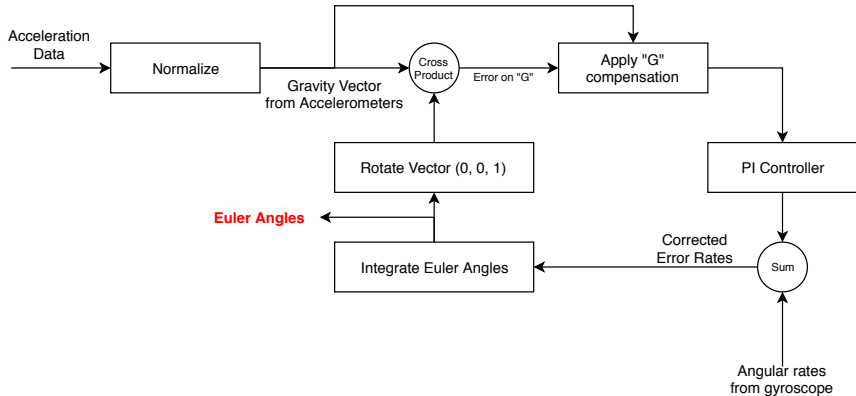 Acceleration
Data
Normalize
Gravity Vector
from Accelerometers
Cross
Product
Error on "G"
Apply "G"
compensation
Rotate Vector (0, 0, 1)
PI Controller
Euler Angles
Integrate Euler Angles
Corrected
Error Rates
Sum
Angular rates
from gyroscope